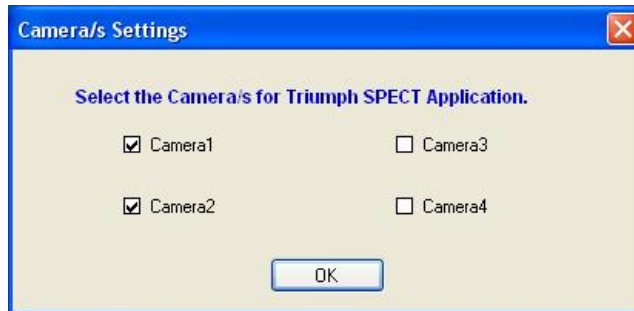 Camera/s Settings
Select the Camera/s for Triumph SPECT Application.
Camera1 Camera3
Camera2 Camera4
OK